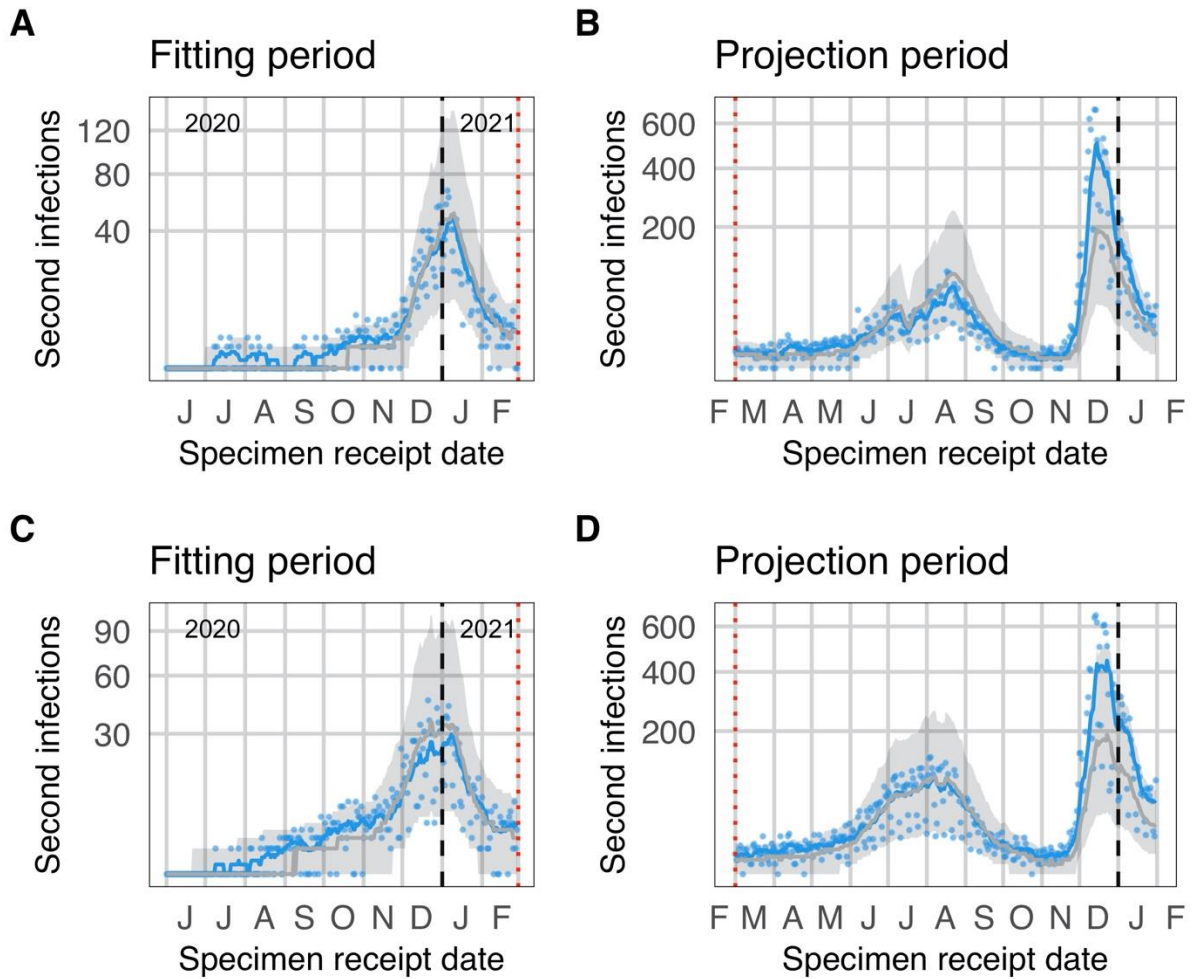 A
Fitting period
2020
2021
120
80
40
Second infections
J J A S O N D J F
Specimen receipt date
B
Projection period
600
400
200
Second infections
F M A M J J A S O N D J F
Specimen receipt date
C
Fitting period
2020
2021
90
60
30
Second infections
J J A S O N D J F
Specimen receipt date
D
Projection period
600
400
200
Second infections
F M A M J J A S O N D J F
Specimen receipt date